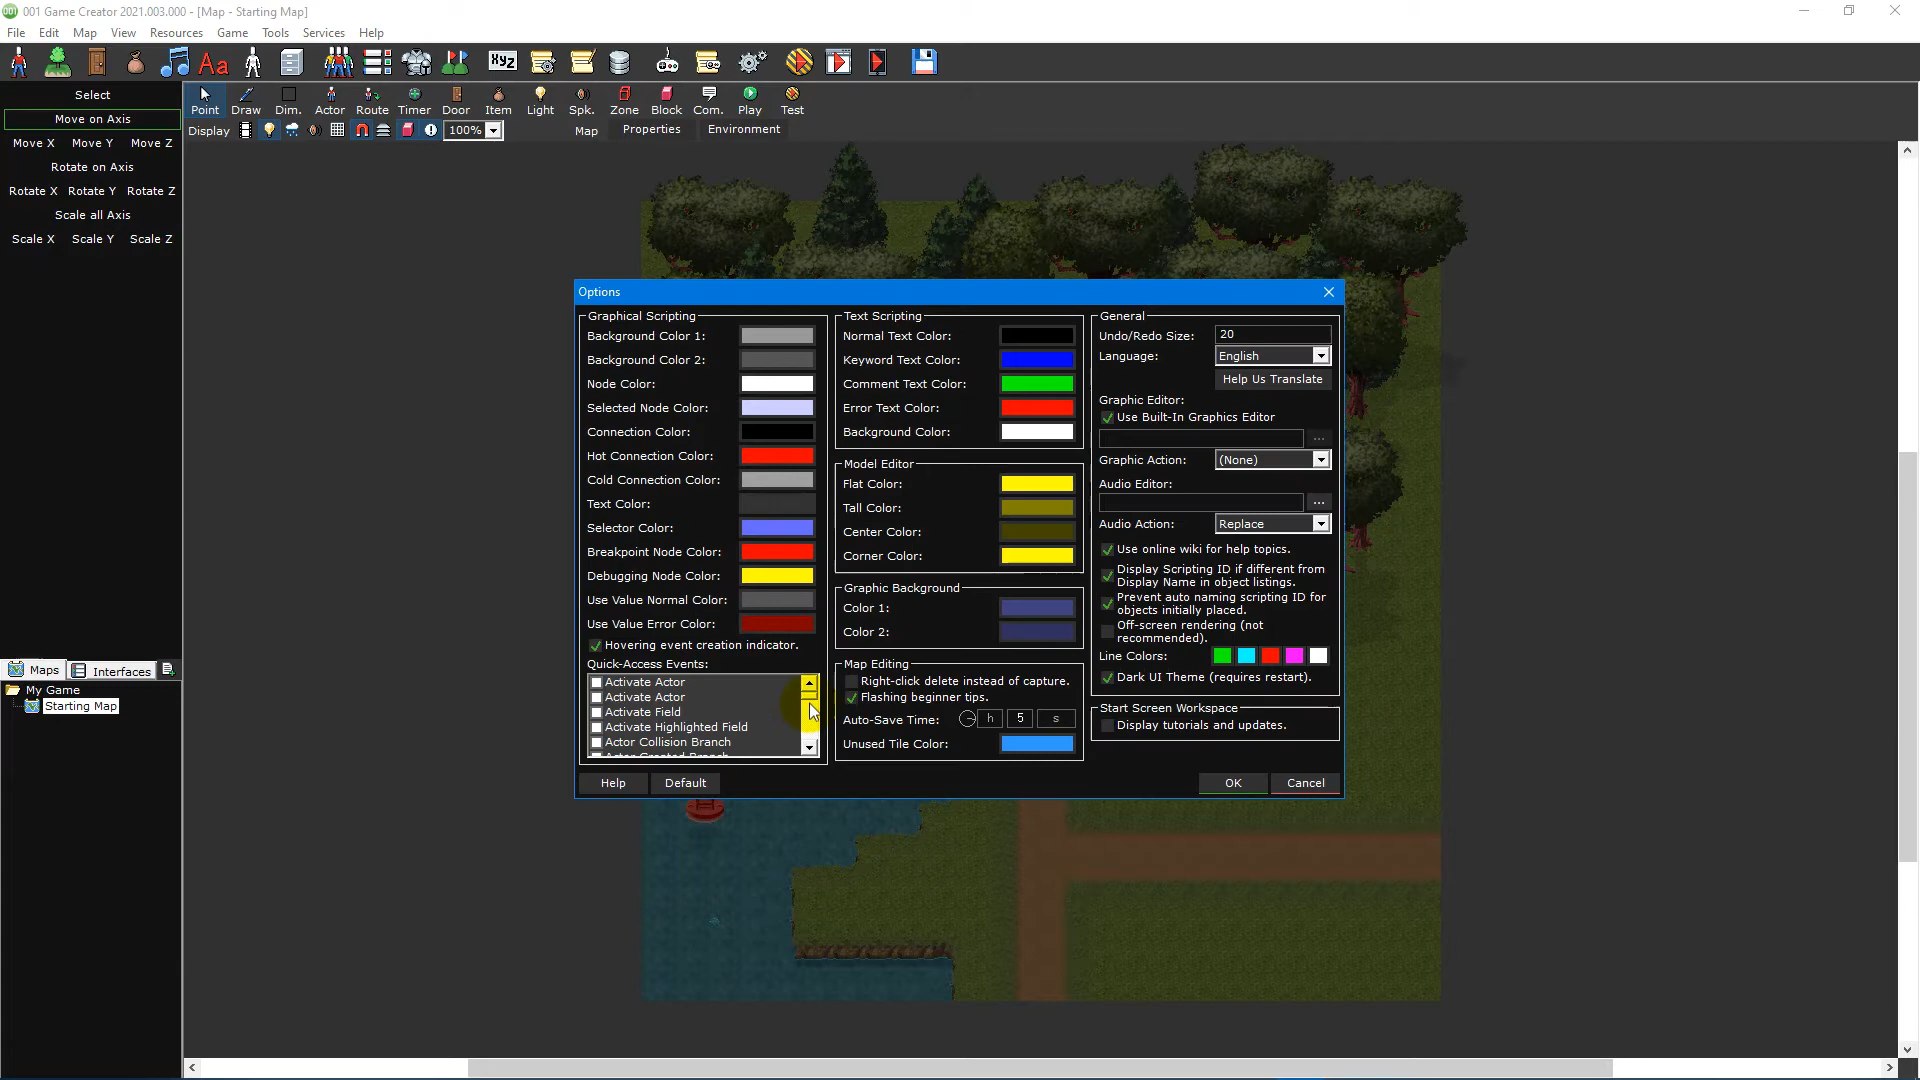 001 Game Creator 2021.003.000 - [Map - Starting Map]
File Edit Map View Resources Game Tools Services Help
Aa
XyZ
Select
Move on Axis
Move X Move Y Move Z
Rotate on Axis
Rotate X Rotate Y Rotate Z
Scale all Axis
Scale X Scale Y Scale Z
Point Draw Dim. Actor Route Timer Door Item Light Spk. Zone Block Com. Play Test
Display 100% Map Properties Environment
Maps Interfaces
My Game
Starting Map
Options
Graphical Scripting
Background Color 1:
Background Color 2:
Node Color:
Selected Node Color:
Connection Color:
Hot Connection Color:
Cold Connection Color:
Text Color:
Selector Color:
Breakpoint Node Color:
Debugging Node Color:
Use Value Normal Color:
Use Value Error Color:
Hovering event creation indicator.
Quick-Access Events:
Activate Actor
Activate Actor
Activate Field
Activate Highlighted Field
Actor Collision Branch
Actor Created Branch
Text Scripting
Normal Text Color:
Keyword Text Color:
Comment Text Color:
Error Text Color:
Background Color:
Model Editor
Flat Color:
Tall Color:
Center Color:
Corner Color:
Graphic Background
Color 1:
Color 2:
Map Editing
Right-click delete instead of capture.
Flashing beginner tips.
Auto-Save Time: h 5 s
Unused Tile Color:
General
Undo/Redo Size: 20
Language: English
Help Us Translate
Graphic Editor:
Use Built-In Graphics Editor
...
Graphic Action: (None)
Audio Editor:
...
Audio Action: Replace
Use online wiki for help topics.
Display Scripting ID if different from
Display Name in object listings.
Prevent auto naming scripting ID for
objects initially placed.
Off-screen rendering (not
recommended).
Line Colors:
Dark UI Theme (requires restart).
Start Screen Workspace
Display tutorials and updates.
Help Default OK Cancel